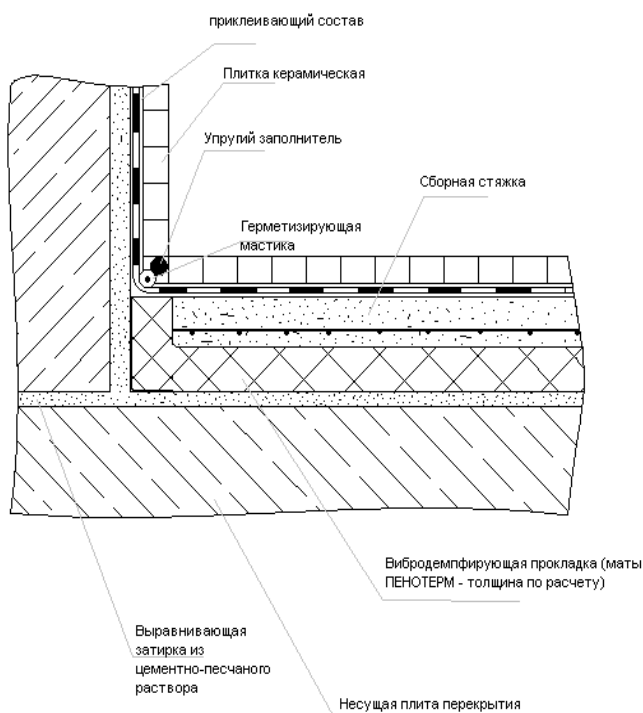 приклеивающий состав
Плитка керамическая
Упругий заполнитель
Сборная стяжка
Герметизирующая
мастика
Вибродемпфирующая прокладка (маты
ПЕНОТЕРМ - толщина по расчету)
Выравнивающая
затирка из
цементно-песчаного
раствора
Несущая плита перекрытия